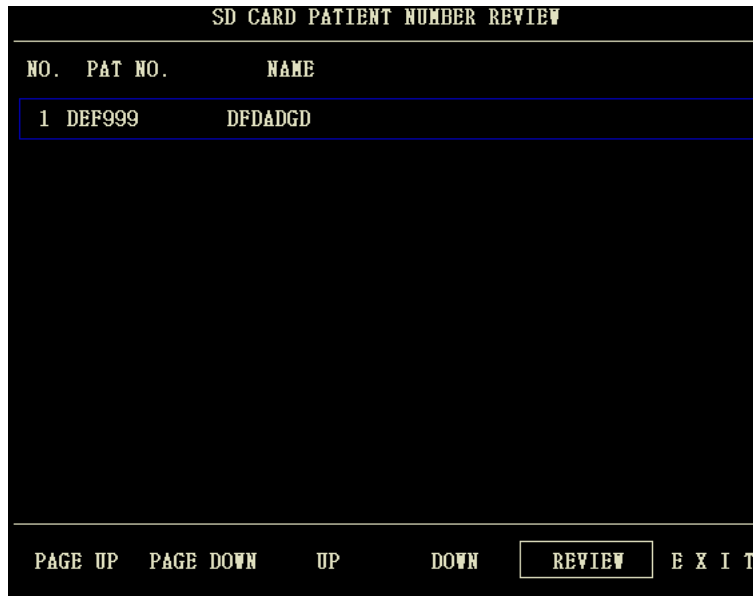 SD CARD PATIENT NUMBER REVIEW
NO. PAT NO. NAME
1 DEF999 DFDADGD
PAGE UP PAGE DOWN UP DOWN REVIEW E X I T